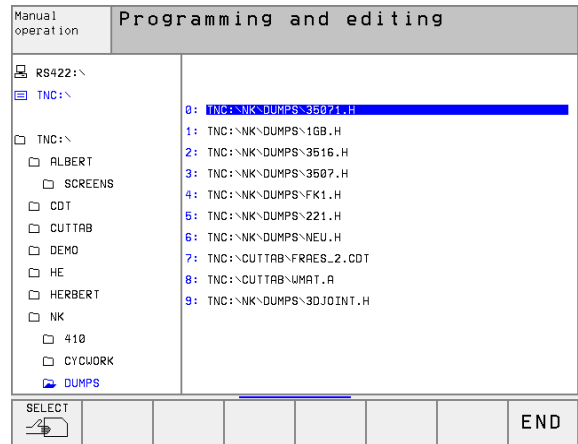 Manual
operation
Programming and editing
RS422:\
TNC:\
TNC:\
ALBERT
SCREENS
CDT
CUTTAB
DEMO
HE
HERBERT
NK
410
CYCWORK
DUMPS
0: TNC:\NK\DUMPS\35071.H
1: TNC:\NK\DUMPS\1GB.H
2: TNC:\NK\DUMPS\3516.H
3: TNC:\NK\DUMPS\3507.H
4: TNC:\NK\DUMPS\FK1.H
5: TNC:\NK\DUMPS\221.H
6: TNC:\NK\DUMPS\NEU.H
7: TNC:\CUTTAB\FRAES_2.CDT
8: TNC:\CUTTAB\WMAT.A
9: TNC:\NK\DUMPS\3DJOINT.H
SELECT
END